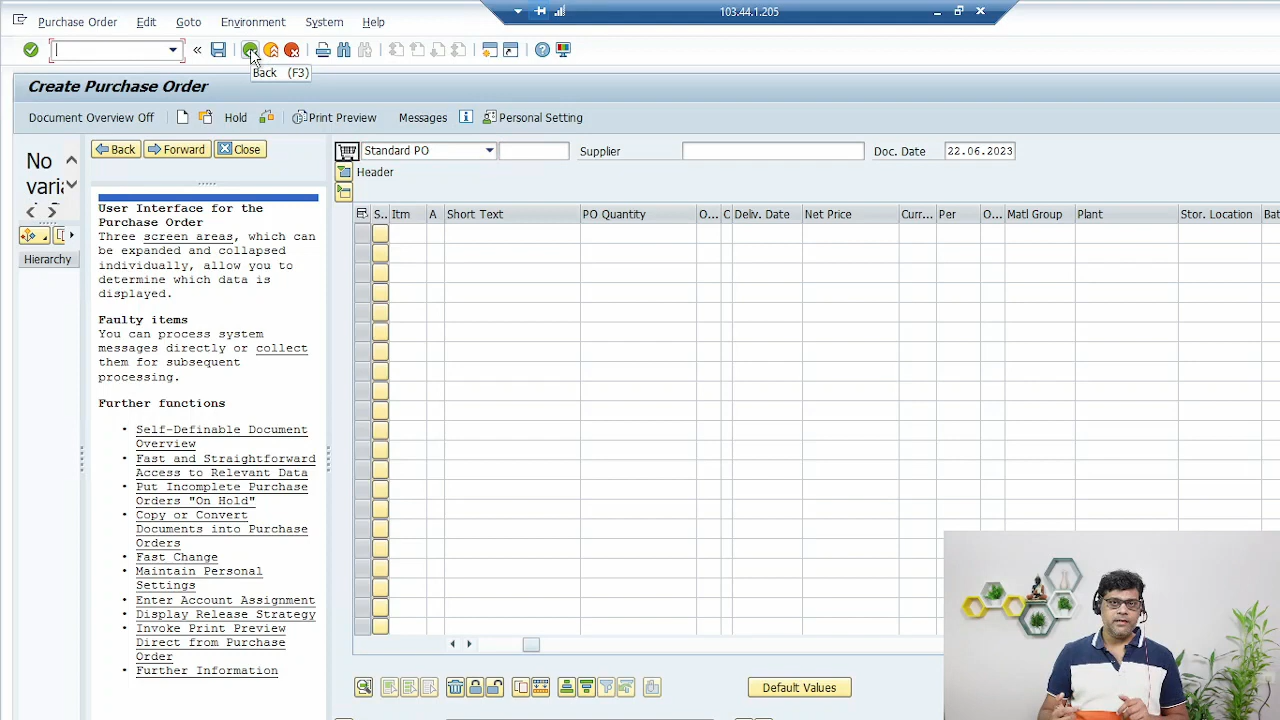 103.44.1.205
Purchase Order Edit Goto Environment System Help
Back (F3)
Create Purchase Order
Document Overview Off Hold Print Preview Messages Personal Setting
No
Hierarchy
Back Forward Close
User Interface for the
Purchase Order
Three screen areas, which can
be expanded and collapsed
individually, allow you to
determine which data is
displayed.
Faulty items
You can process system
messages directly or collect
them for subsequent
processing.
Further functions
• Self-Definable Document
Overview
• Fast and Straightforward
Access to Relevant Data
• Put Incomplete Purchase
Orders "On Hold"
• Copy or Convert
Documents into Purchase
Orders
• Fast Change
• Maintain Personal
Settings
• Enter Account Assignment
• Display Release Strategy
• Invoke Print Preview
Direct from Purchase
Order
• Further Information
Standard PO Supplier Doc. Date 22.06.2023
Header
S.. Itm A Short Text PO Quantity O... C Deliv. Date Net Price Curr... Per O... Matl Group Plant Stor. Location
Default Values